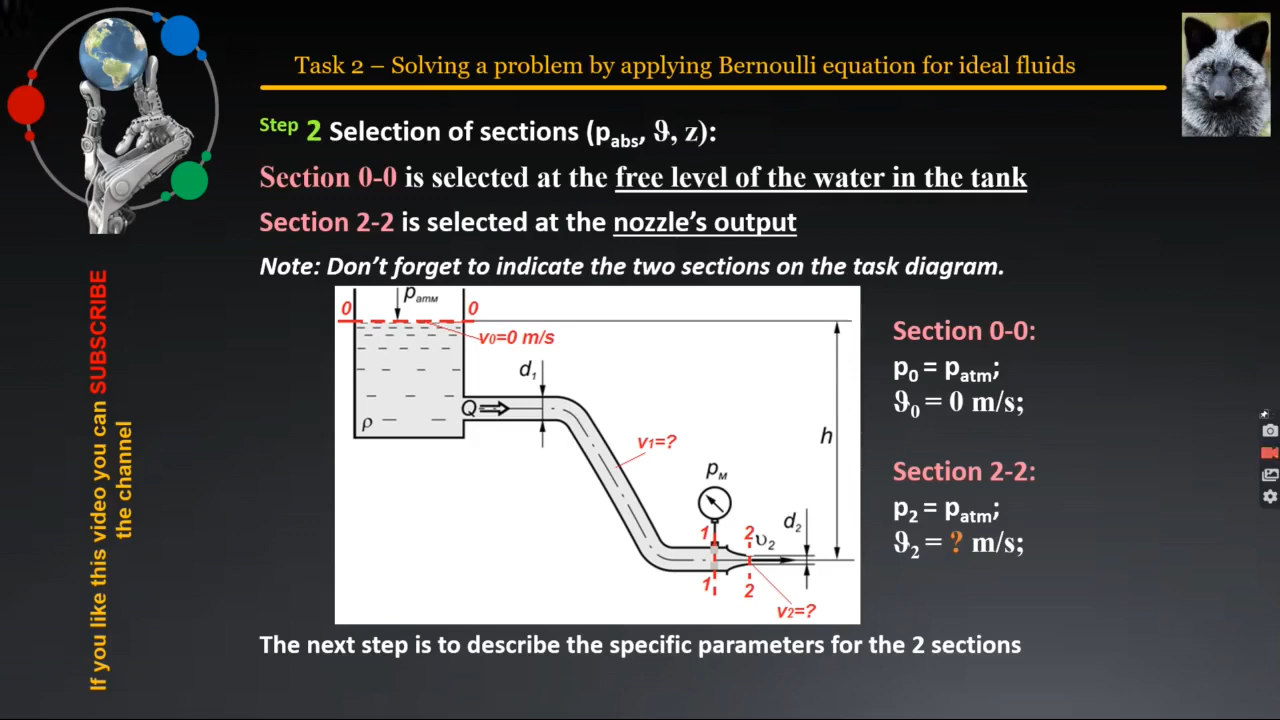 Task 2 – Solving a problem by applying Bernoulli equation for ideal fluids
Step 2 Selection of sections (pabs, ϑ, z):
Section 0-0 is selected at the free level of the water in the tank
Section 2-2 is selected at the nozzle's output
Note: Don't forget to indicate the two sections on the task diagram.
pатм
0
0
v0=0 m/s
d1
Q
ρ
v1=?
h
pм
1
2
υ2
d2
1
2
v2=?
Section 0-0:
p0 = patm;
ϑ0 = 0 m/s;
Section 2-2:
p2 = patm;
ϑ2 = ? m/s;
The next step is to describe the specific parameters for the 2 sections
If you like this video you can SUBSCRIBE
the channel